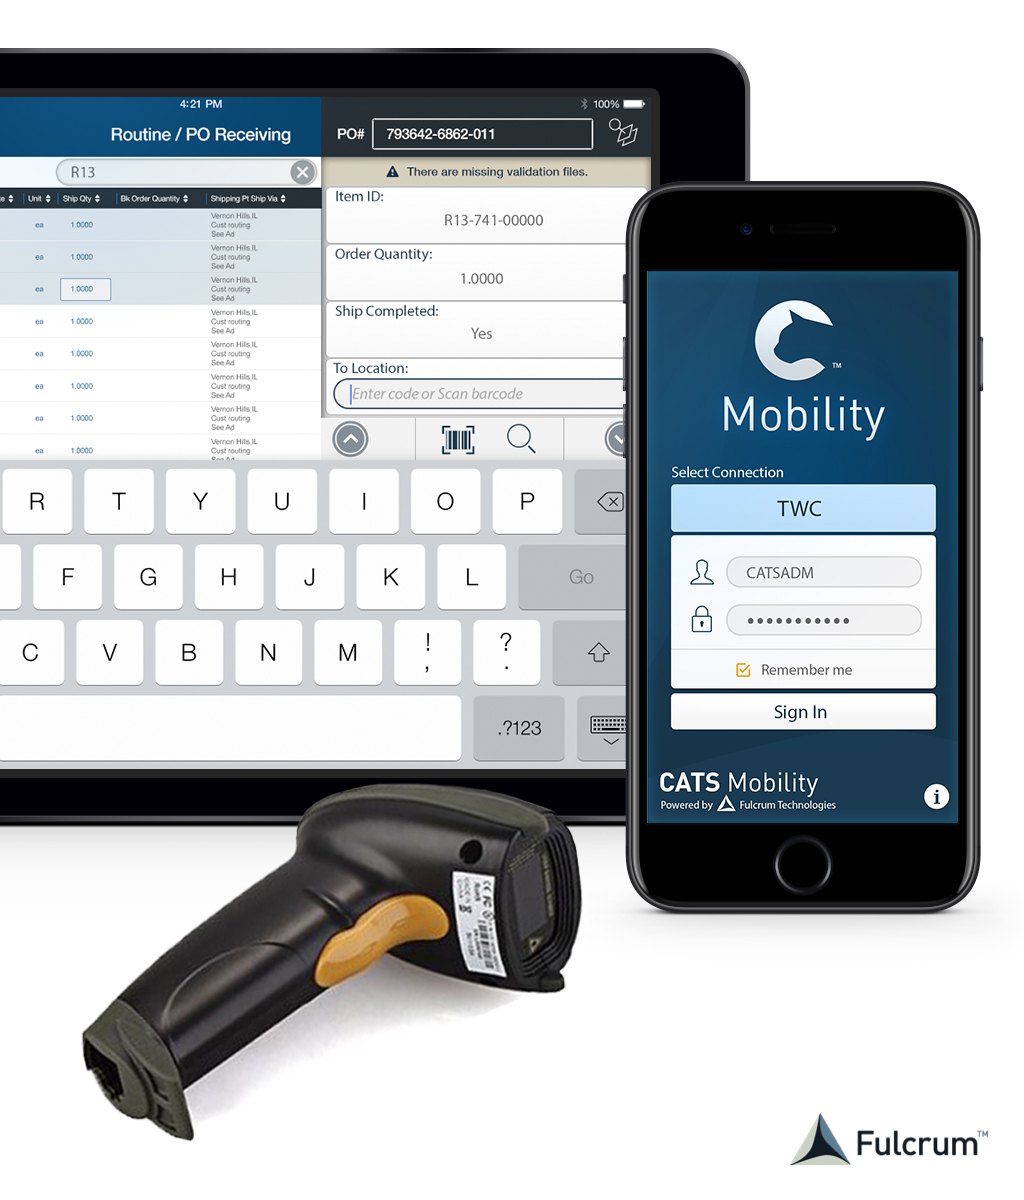 4:21 PM
100%
Routine / PO Receiving
PO#
793642-6862-011
R13
There are missing validation files.
Unit
Ship Qty
Bk Order Quantity
Shipping Pt Ship Via
Item ID:
R13-741-00000
Order Quantity:
1.0000
Ship Completed:
Yes
To Location:
Enter code or Scan barcode
ea 1.0000 Vernon Hills,IL
Cust routing
See Ad
ea 1.0000 Vernon Hills,IL
Cust routing
See Ad
ea 1.0000 Vernon Hills,IL
Cust routing
See Ad
ea 1.0000 Vernon Hills,IL
Cust routing
See Ad
ea 1.0000 Vernon Hills,IL
Cust routing
See Ad
ea 1.0000 Vernon Hills,IL
Cust routing
See Ad
ea 1.0000 Vernon Hills,IL
Cust routing
See Ad
ea 1.0000 Vernon Hills,IL
Cust routing
R T Y U I O P
F G H J K L Go
C V B N M ! , ? .
.?123
TM
Mobility
Select Connection
TWC
CATSADM
Remember me
Sign In
CATS Mobility
Powered by Fulcrum Technologies
i
Fulcrum TM